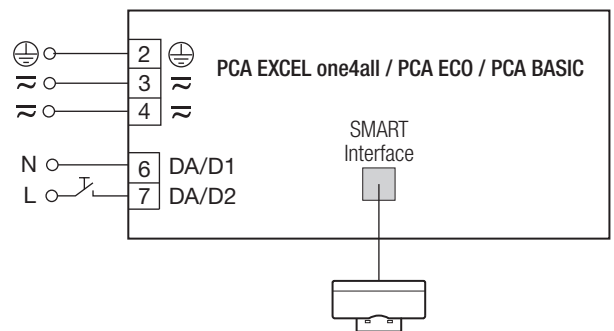 2
3
4
PCA EXCEL one4all / PCA ECO / PCA BASIC
SMART
Interface
N 6 DA/D1
L 7 DA/D2